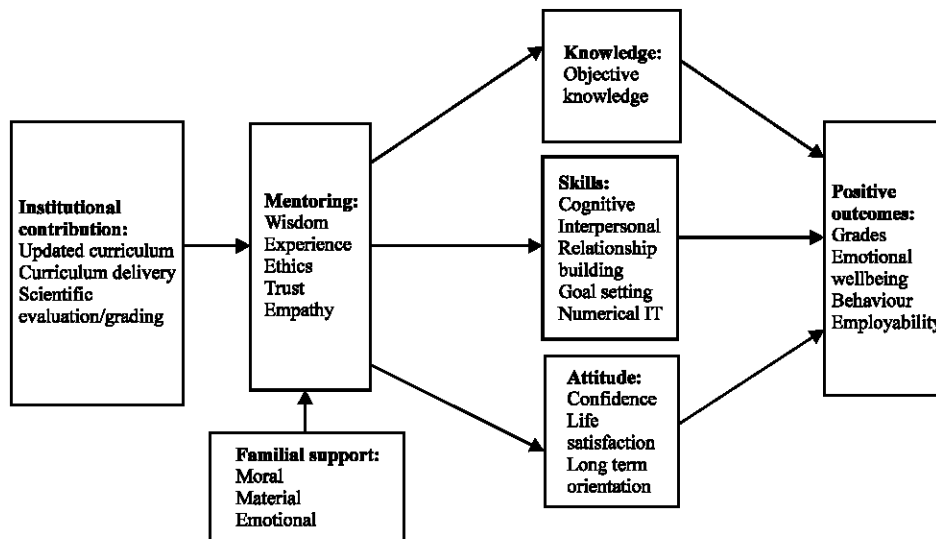 Institutional
contribution:
Updated curriculum
Curriculum delivery
Scientific
evaluation/grading
Mentoring:
Wisdom
Experience
Ethics
Trust
Empathy
Familial support:
Moral
Material
Emotional
Knowledge:
Objective
knowledge
Skills:
Cognitive
Interpersonal
Relationship
building
Goal setting
Numerical IT
Attitude:
Confidence
Life
satisfaction
Long term
orientation
Positive
outcomes:
Grades
Emotional
wellbeing
Behaviour
Employability